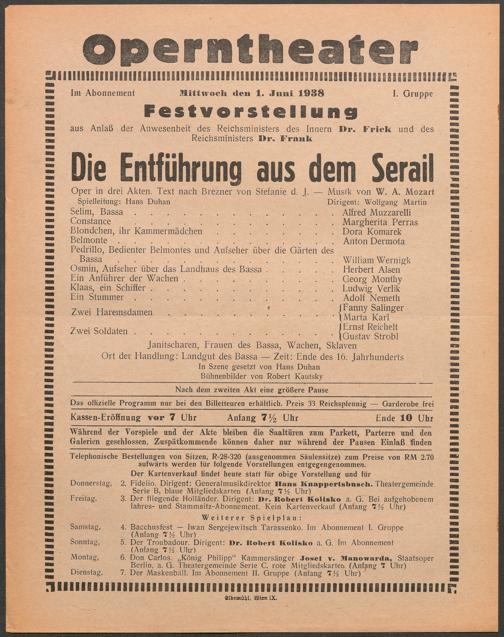 Operntheater
Im Abonnement Mittwoch den 1. Juni 1938 I. Gruppe
Festvorstellung
aus Anlaß der Anwesenheit des Reichsministers des Innern Dr. Frick und des
Reichsministers Dr. Frank
Die Entführung aus dem Serail
Oper in drei Akten. Text nach Brezner von Stefanie d. J. — Musik von W. A. Mozart
Spielleitung: Hans Duhan Dirigent: Wolfgang Martin
Selim, Bassa Alfred Muzzarelli
Constance Margherita Perras
Blondchen, ihr Kammermädchen Dora Komarek
Belmonte Anton Dermota
Pedrillo, Bedienter Belmontes und Aufseher über die Gärten des
Bassa William Wernigk
Osmin, Aufseher über das Landhaus des Bassa Herbert Alsen
Ein Anführer der Wachen Georg Monthy
Klaas, ein Schiffer Ludwig Verlik
Ein Stummer Adolf Nemeth
Zwei Haremsdamen Fanny Salinger
Marta Karl
Zwei Soldaten Ernst Reichelt
Gustav Strobl
Janitscharen, Frauen des Bassa, Wachen, Sklaven
Ort der Handlung: Landgut des Bassa — Zeit: Ende des 16. Jahrhunderts
In Szene gesetzt von Hans Duhan
Bühnenbilder von Robert Kautsky
Nach dem zweiten Akt eine größere Pause
Das offizielle Programm nur bei den Billetteuren erhältlich. Preis 33 Reichspfennig — Garderobe frei
Kassen-Eröffnung vor 7 Uhr Anfang 7½ Uhr Ende 10 Uhr
Während der Vorspiele und der Akte bleiben die Saaltüren zum Parkett, Parterre und den
Galerien geschlossen. Zuspätkommende können daher nur während der Pausen Einlaß finden
Telephonische Bestellungen von Sitzen, R-28-320 (ausgenommen Säulensitze) zum Preise von RM 2.70
aufwärts werden für folgende Vorstellungen entgegengenommen.
Der Kartenverkauf findet heute statt für obige Vorstellung und für
Donnerstag, 2. Fidelio. Dirigent: Generalmusikdirektor Hans Knappertsbusch. Theatergemeinde
Serie B, blaue Mitgliedskarten (Anfang 7½ Uhr)
Freitag, 3. Der fliegende Holländer. Dirigent: Dr. Robert Kolisko a. G. Bei aufgehobenem
Jahres- und Stammsitz-Abonnement. Kein Kartenverkauf (Anfang 7½ Uhr)
Weiterer Spielplan:
Samstag, 4. Bacchusfest — Iwan Sergejewitsch Tarassenko. Im Abonnement I. Gruppe
(Anfang 7½ Uhr)
Sonntag, 5. Der Troubadour. Dirigent: Dr. Robert Kolisko a. G. Im Abonnement
(Anfang 7½ Uhr)
Montag, 6. Don Carlos. „König Philipp“ Kammersänger Josef v. Manowarda, Staatsoper
Berlin, a. G. Theatergemeinde Serie C, rote Mitgliedskarten (Anfang 7 Uhr)
Dienstag, 7. Der Maskenball. Im Abonnement II. Gruppe (Anfang 7½ Uhr)
Elbemühl, Wien IX.